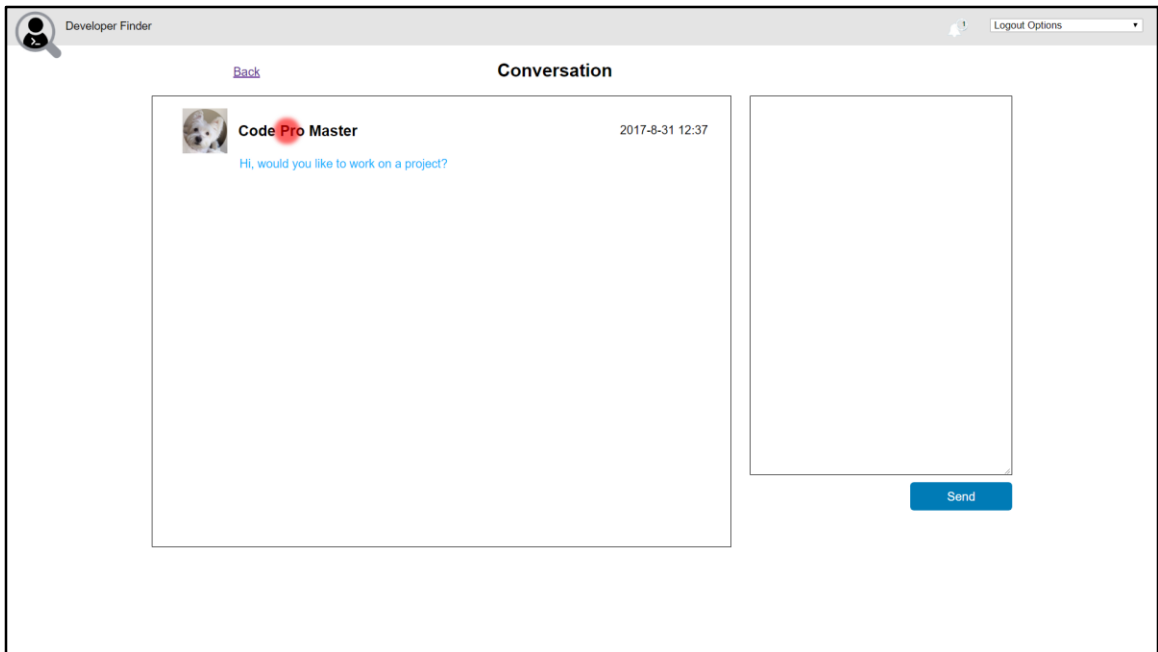 Developer Finder
1
Logout Options
Back
Conversation
Code Pro Master
2017-8-31 12:37
Hi, would you like to work on a project?
Send